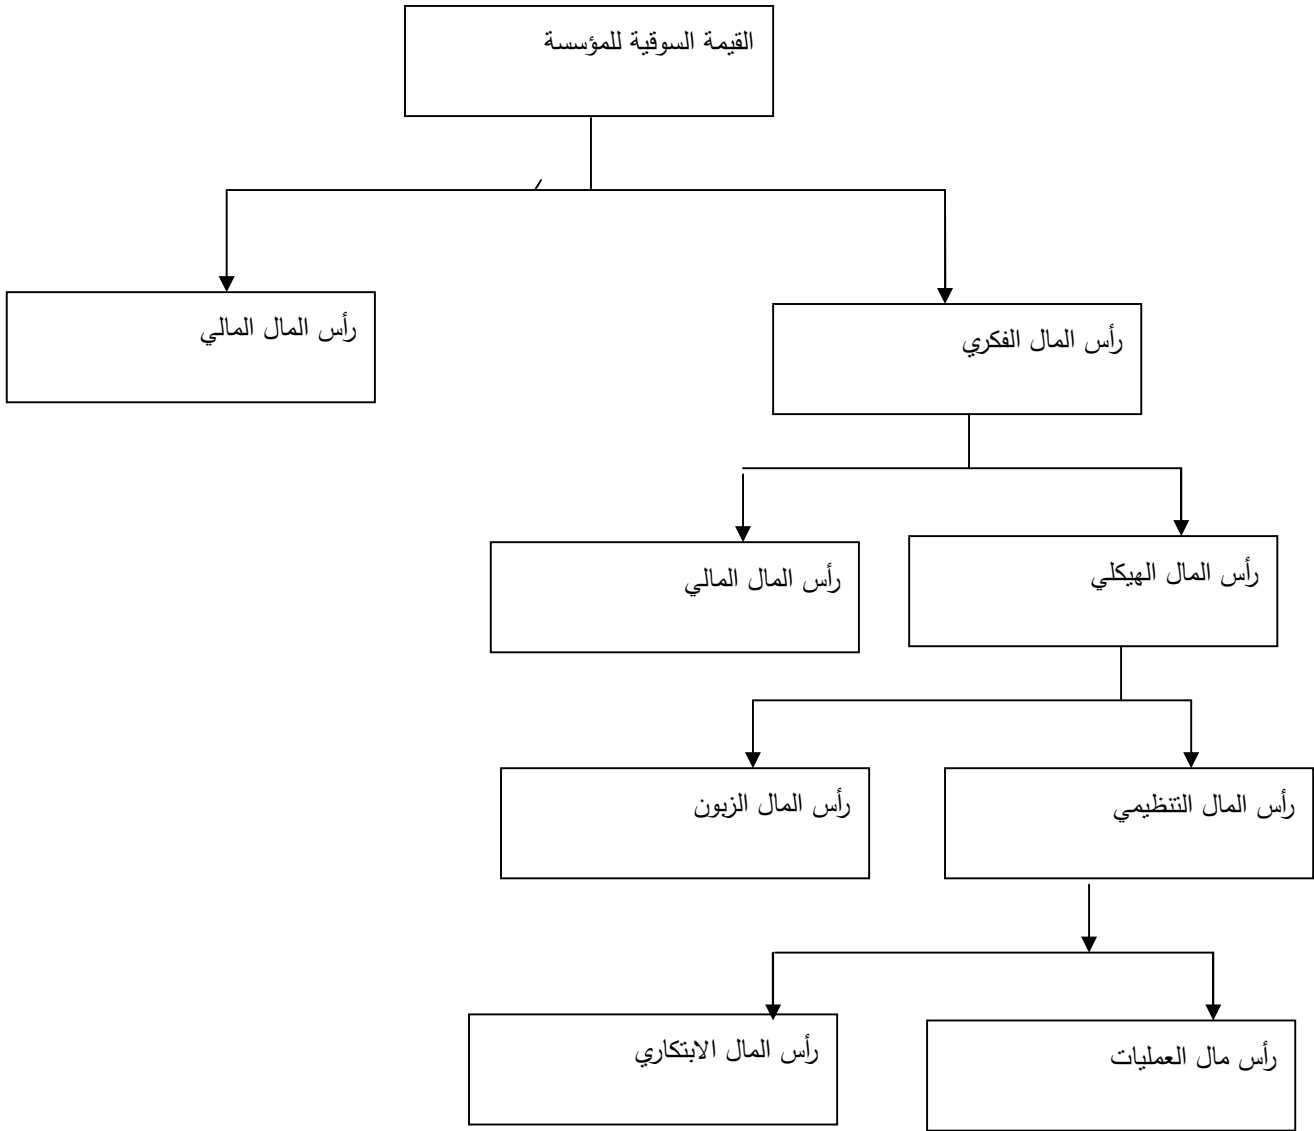 القيمة السوقية للمؤسسة
رأس المال الفكري
رأس المال المالي
رأس المال الهيكلي
رأس المال المالي
رأس المال التنظيمي
رأس المال الزبون
رأس مال العمليات
رأس المال الابتكاري